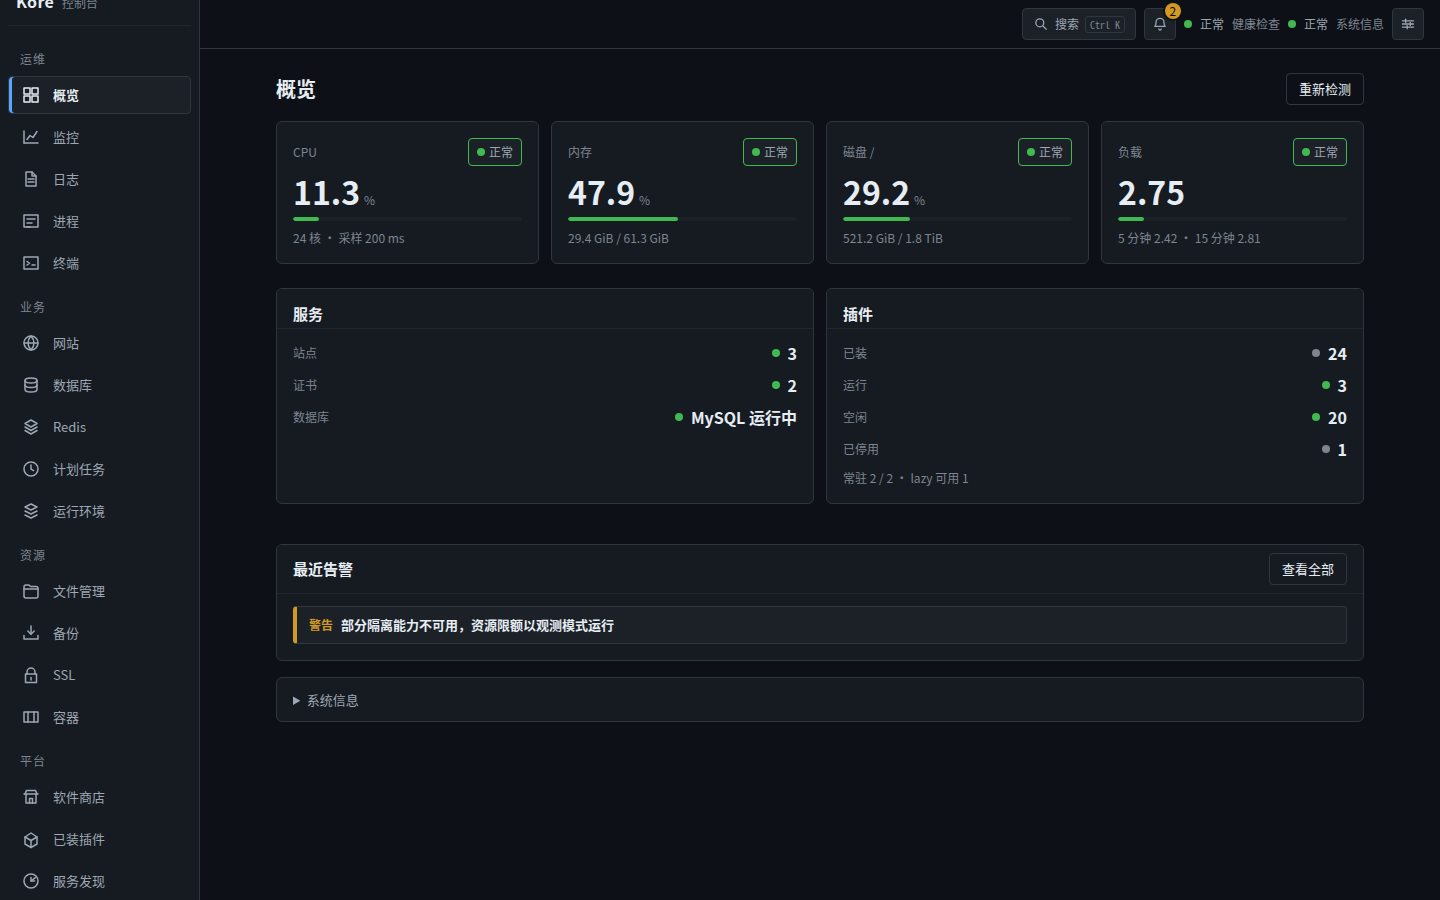 Kore 控制台
运维
概览
监控
日志
进程
终端
业务
网站
数据库
Redis
计划任务
运行环境
资源
文件管理
备份
SSL
容器
平台
软件商店
已装插件
服务发现
搜索 Ctrl K
2
正常 健康检查 正常 系统信息
概览
重新检测
CPU 正常
11.3 %
24 核 · 采样 200 ms
内存 正常
47.9 %
29.4 GiB / 61.3 GiB
磁盘 / 正常
29.2 %
521.2 GiB / 1.8 TiB
负载 正常
2.75
5 分钟 2.42 · 15 分钟 2.81
服务
站点 3
证书 2
数据库 MySQL 运行中
插件
已装 24
运行 3
空闲 20
已停用 1
常驻 2 / 2 · lazy 可用 1
最近告警
查看全部
警告 部分隔离能力不可用，资源限额以观测模式运行
系统信息